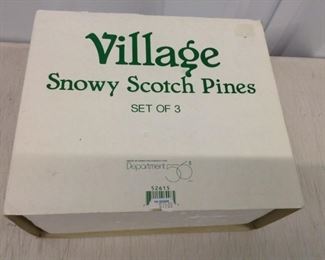 Village
Snowy Scotch Pines
SET OF 3
Department 56
52615